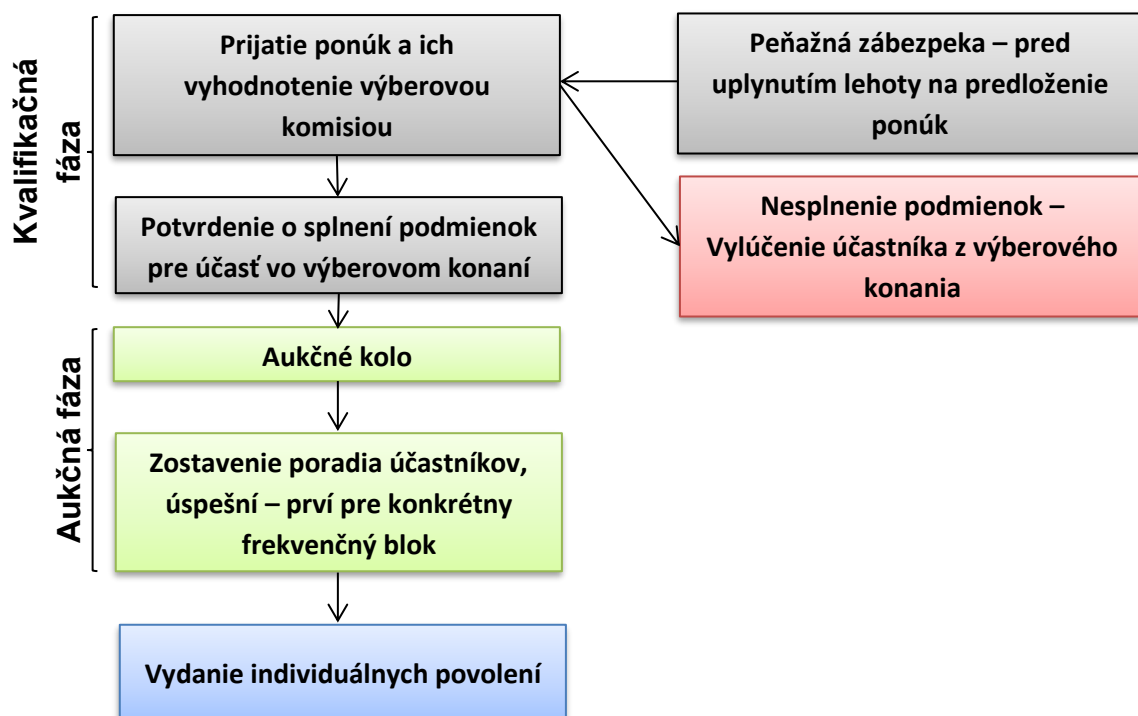 Kvalifikačná
fáza
Prijatie ponúk a ich
vyhodnotenie výberovou
komisiou
Peňažná zábezpeka – pred
uplynutím lehoty na predloženie
ponúk
Potvrdenie o splnení podmienok
pre účasť vo výberovom konaní
Nesplnenie podmienok –
Vylúčenie účastníka z výberového
konania
Aukčná fáza
Aukčné kolo
Zostavenie poradia účastníkov,
úspešní – prví pre konkrétny
frekvenčný blok
Vydanie individuálnych povolení